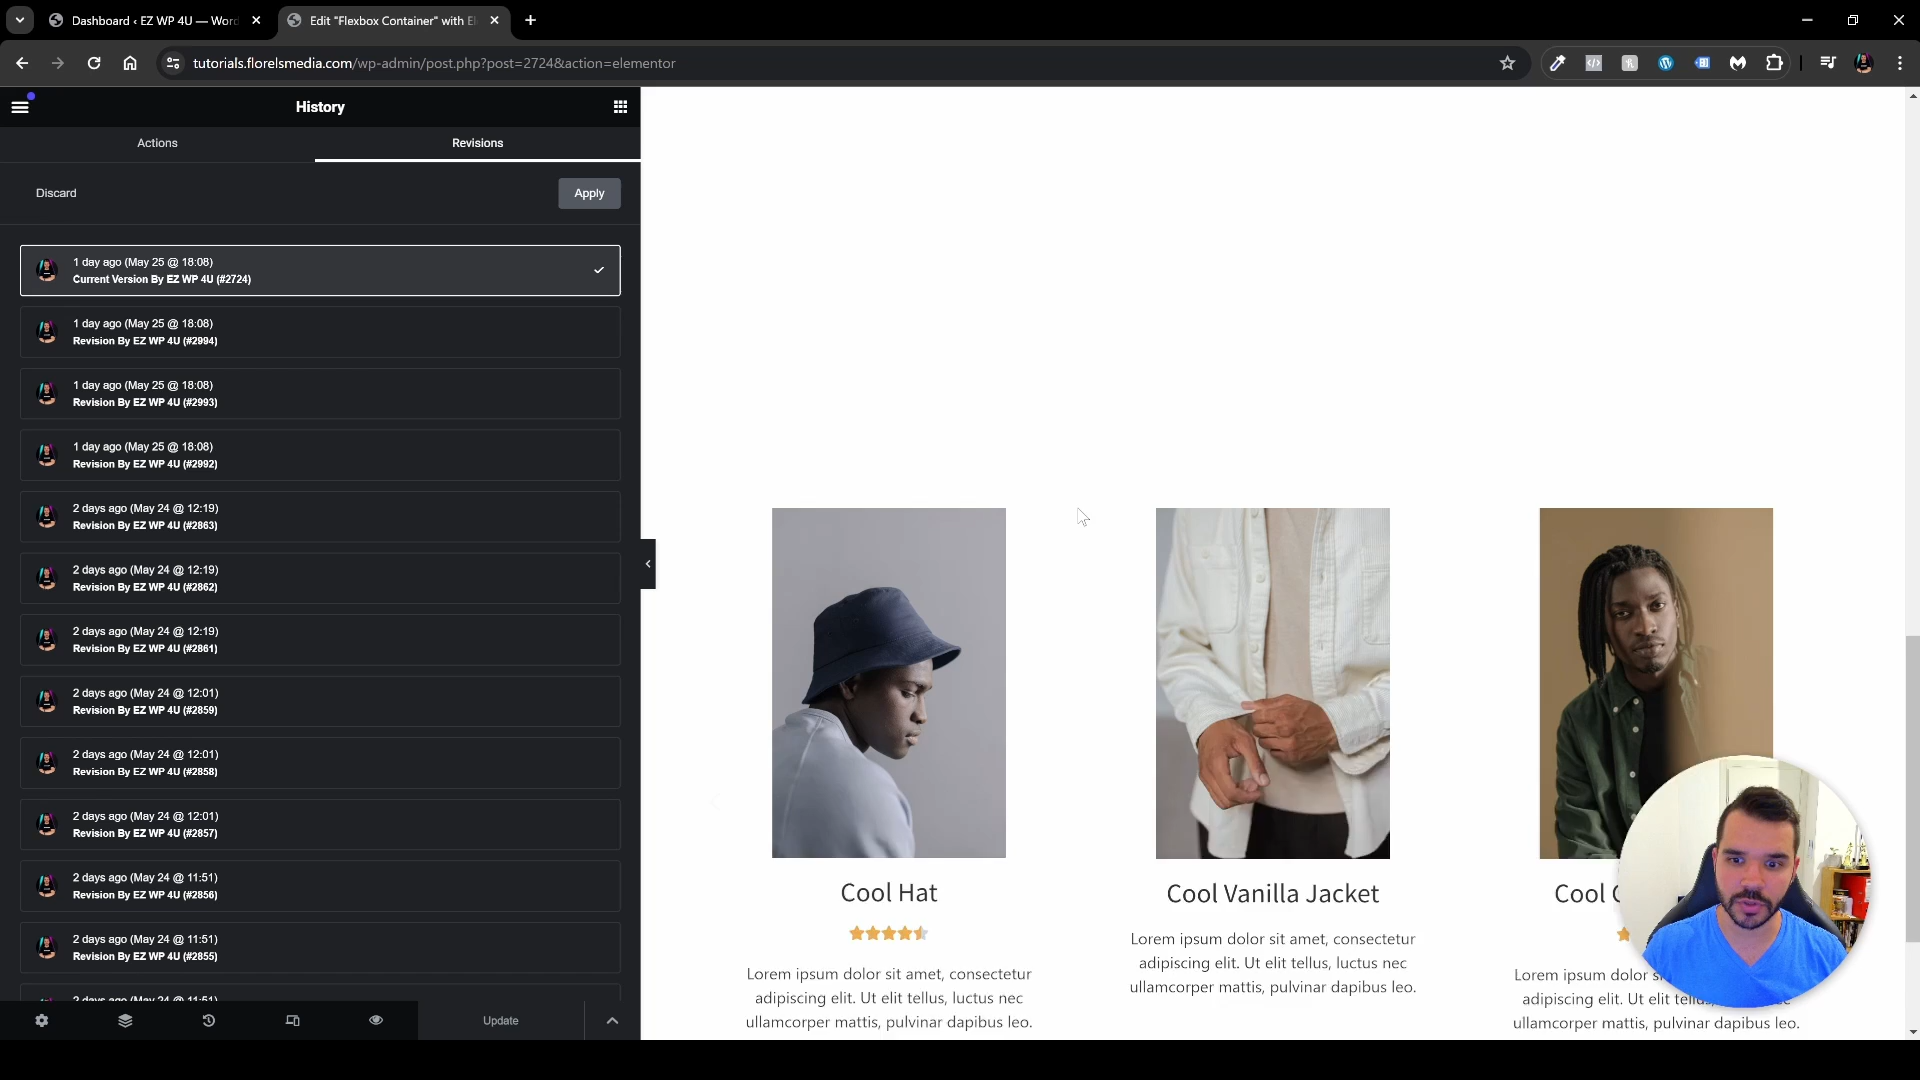 Dashboard ‹ EZ WP 4U — Word
Edit "Flexbox Container" with El
tutorials.florelsmedia.com/wp-admin/post.php?post=2724&action=elementor
History
Actions
Revisions
Discard
Apply
1 day ago (May 25 @ 18:08)
Current Version By EZ WP 4U (#2724)
1 day ago (May 25 @ 18:08)
Revision By EZ WP 4U (#2994)
1 day ago (May 25 @ 18:08)
Revision By EZ WP 4U (#2993)
1 day ago (May 25 @ 18:08)
Revision By EZ WP 4U (#2992)
2 days ago (May 24 @ 12:19)
Revision By EZ WP 4U (#2863)
2 days ago (May 24 @ 12:19)
Revision By EZ WP 4U (#2862)
2 days ago (May 24 @ 12:19)
Revision By EZ WP 4U (#2861)
2 days ago (May 24 @ 12:01)
Revision By EZ WP 4U (#2859)
2 days ago (May 24 @ 12:01)
Revision By EZ WP 4U (#2858)
2 days ago (May 24 @ 12:01)
Revision By EZ WP 4U (#2857)
2 days ago (May 24 @ 11:51)
Revision By EZ WP 4U (#2856)
2 days ago (May 24 @ 11:51)
Revision By EZ WP 4U (#2855)
2 days ago (May 24 @ 11:51)
Update
Cool Hat
Lorem ipsum dolor sit amet, consectetur
adipiscing elit. Ut elit tellus, luctus nec
ullamcorper mattis, pulvinar dapibus leo.
Cool Vanilla Jacket
Lorem ipsum dolor sit amet, consectetur
adipiscing elit. Ut elit tellus, luctus nec
ullamcorper mattis, pulvinar dapibus leo.
Cool
Lorem ipsum dolor
adipiscing elit. Ut elit
ullamcorper mattis, pulvinar dapibus leo.